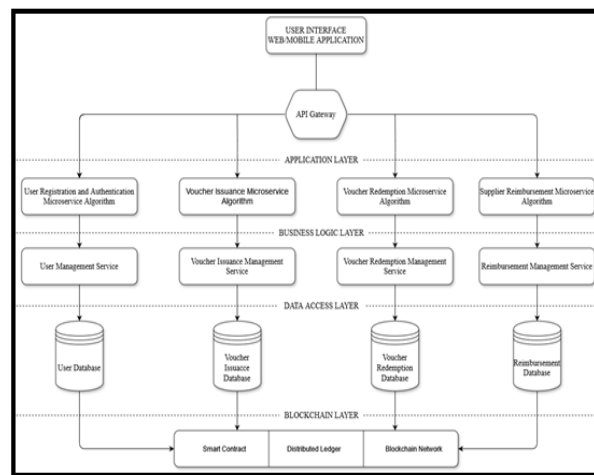 USER INTERFACE
WEB/MOBILE APPLICATION
API Gateway
APPLICATION LAYER
User Registration and Authentication
Microservice Algorithm
Voucher Issuance Microservice
Algorithm
Voucher Redemption Microservice
Algorithm
Supplier Reimbursement Microservice
Algorithm
BUSINESS LOGIC LAYER
User Management Service
Voucher Issuance Management
Service
Voucher Redemption Management
Service
Reimbursement Management Service
DATA ACCESS LAYER
User Database
Voucher
Issuacce
Database
Voucher
Redemption
Database
Reimbursement
Database
BLOCKCHAIN LAYER
Smart Contract
Distributed Ledger
Blockchain Network